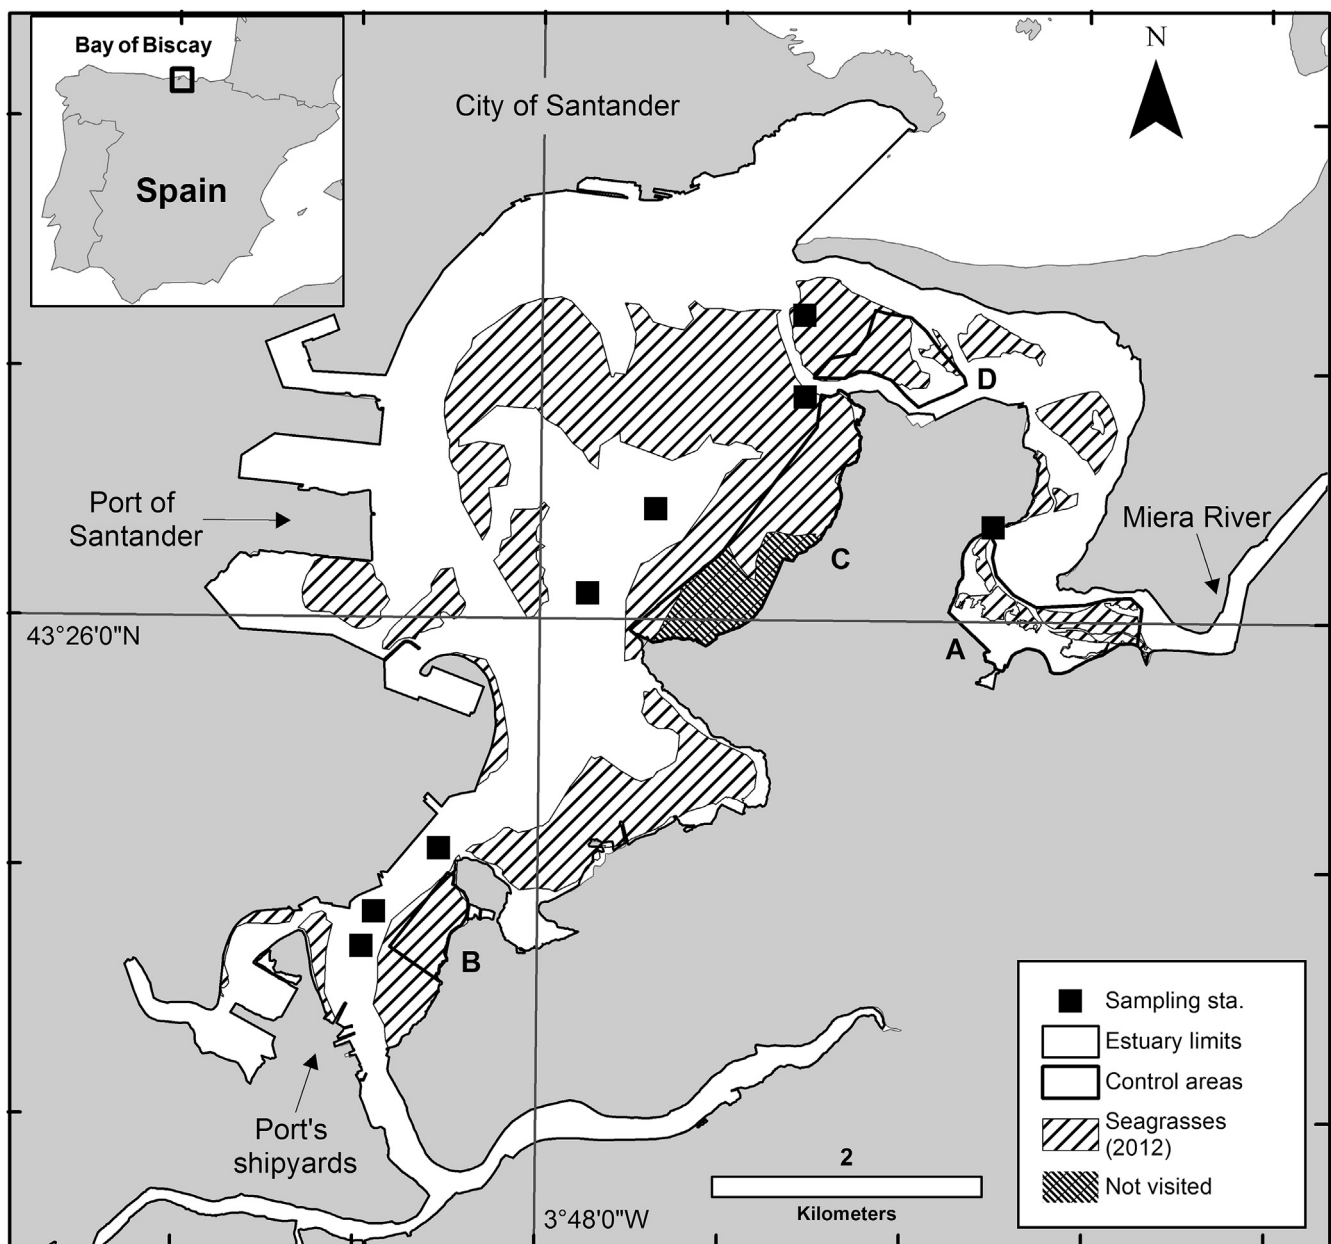 Bay of Biscay
Spain
City of Santander
N
D
Port of
Santander
C
Miera River
43°26'0"N
A
B
Port's
shipyards
3°48'0"W
2
Kilometers
Sampling sta.
Estuary limits
Control areas
Seagrasses
(2012)
Not visited